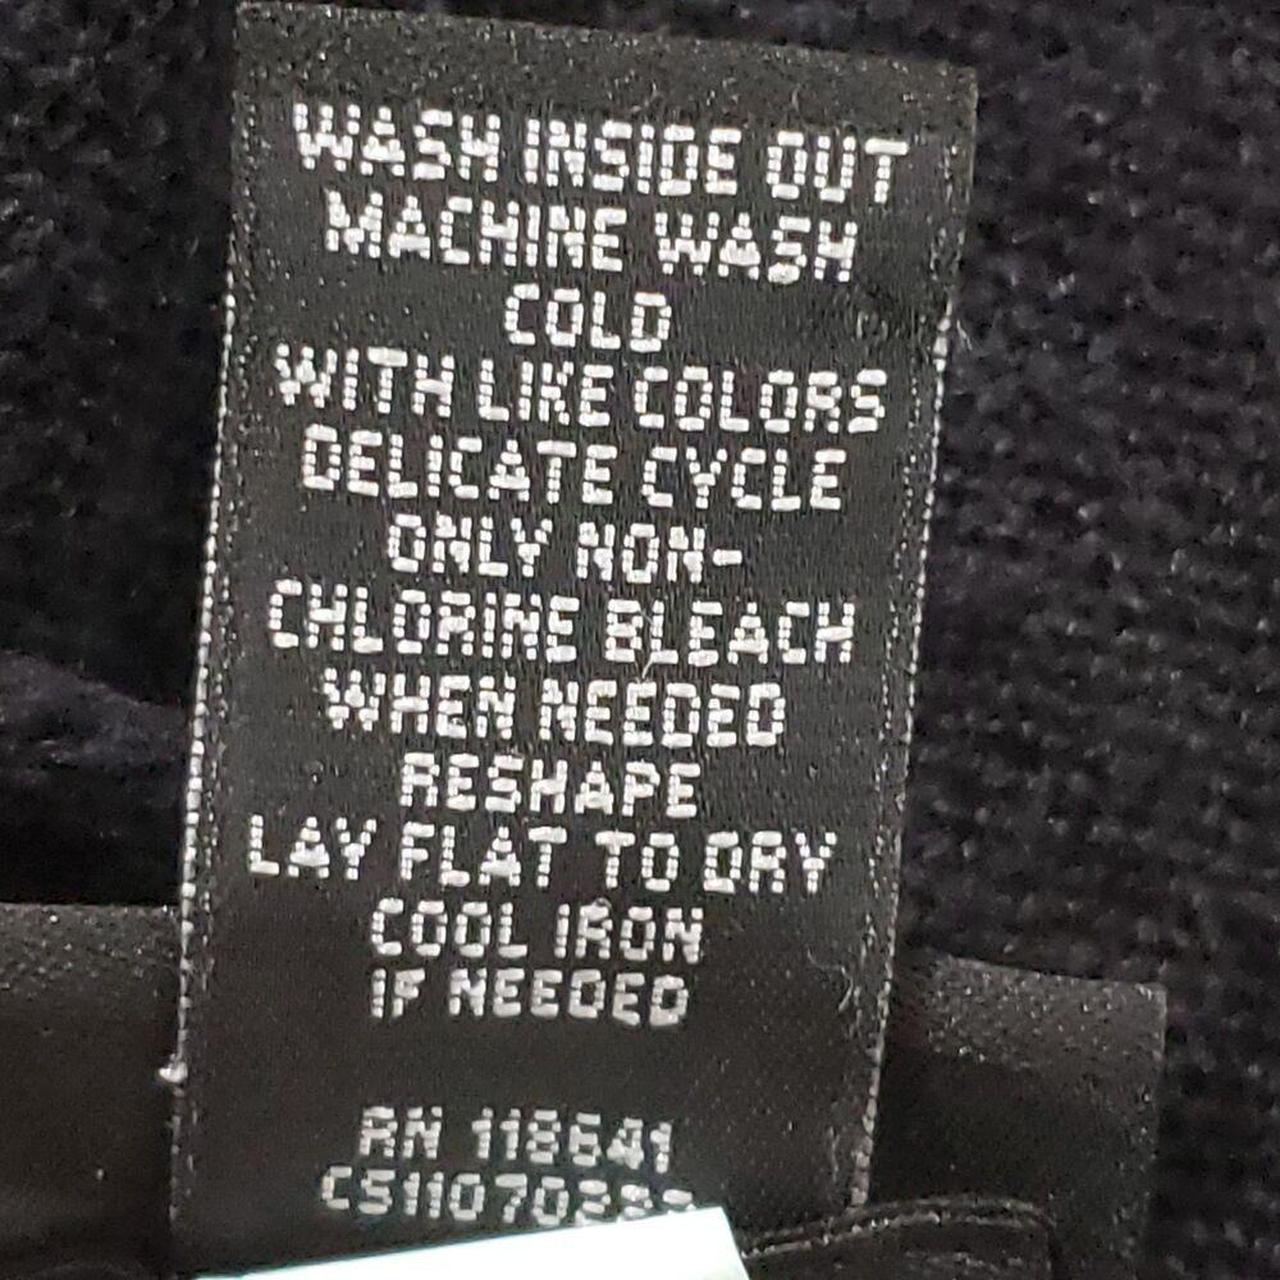 WASH INSIDE OUT
MACHINE WASH
COLD
WITH LIKE COLORS
DELICATE CYCLE
ONLY NON-
CHLORINE BLEACH
WHEN NEEDED
RESHAPE
LAY FLAT TO DRY
COOL IRON
IF NEEDED
RN 118641